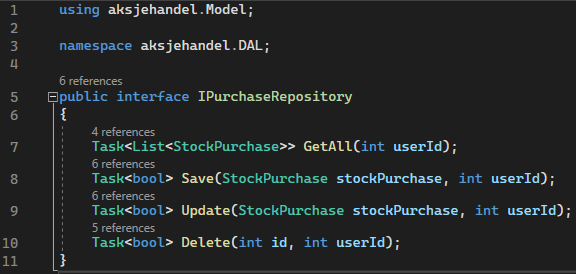 1 using aksjehandel.Model;
2
3 namespace aksjehandel.DAL;
4
6 references
5 public interface IPurchaseRepository
6 {
4 references
7 Task<List<StockPurchase>> GetAll(int userId);
6 references
8 Task<bool> Save(StockPurchase stockPurchase, int userId);
6 references
9 Task<bool> Update(StockPurchase stockPurchase, int userId);
5 references
10 Task<bool> Delete(int id, int userId);
11 }